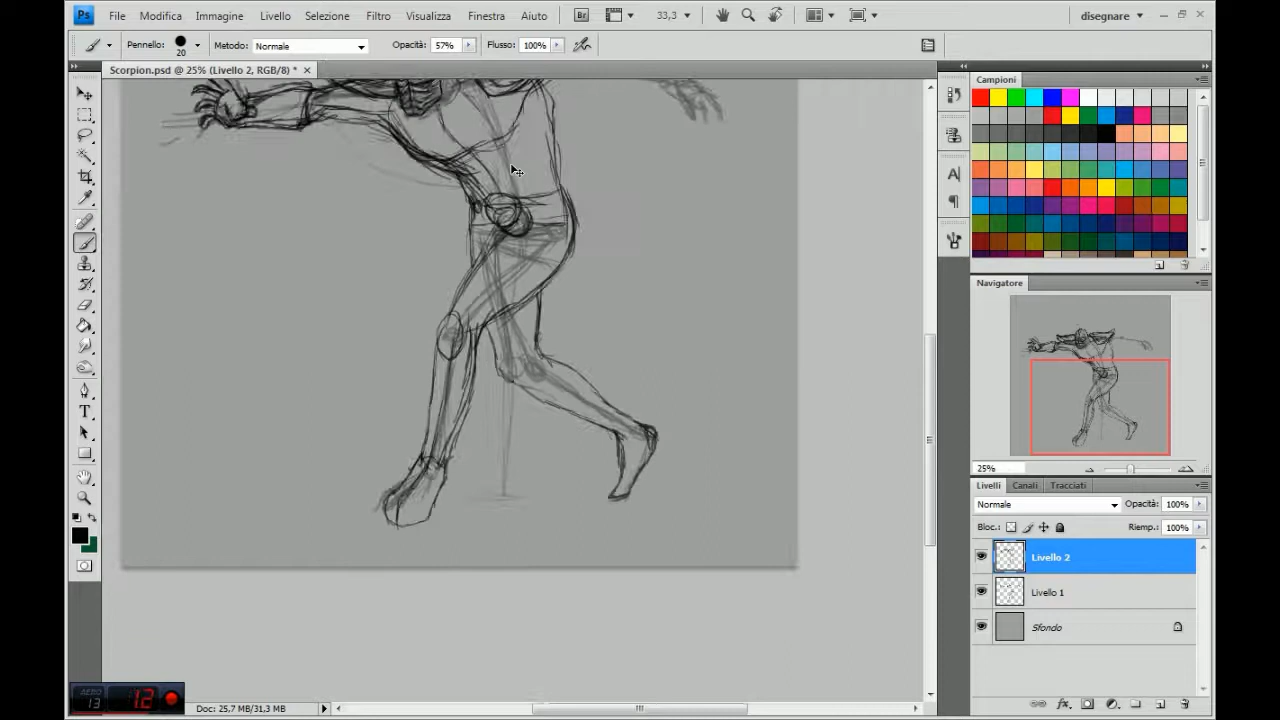 Ps File Modifica Immagine Livello Selezione Filtro Visualizza Finestra Aiuto Br 33,3 disegnare
Pennello: 20 Metodo: Normale Opacità: 57% Flusso: 100%
Scorpion.psd @ 25% (Livello 2, RGB/8) *
Campioni
Navigatore
25%
Livelli Canali Tracciati
Normale Opacità: 100%
Bloc.: Riemp.: 100%
Livello 2
Livello 1
Sfondo
AERO 13 12
Doc: 25,7 MB/31,3 MB